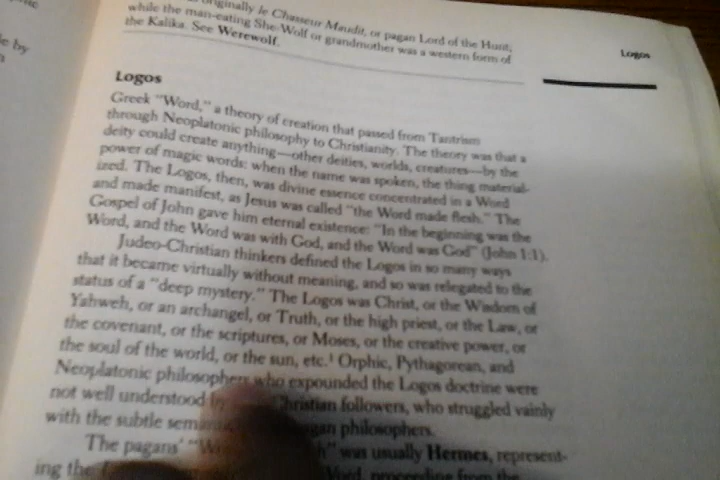 originally le Chasseur Maudit, or pagan Lord of the Hunt;
while the man-eating She-Wolf or grandmother was a western form of
the Kalika. See Werewolf.
Logos
Logos
Greek "Word," a theory of creation that passed from Tantrism
through Neoplatonic philosophy to Christianity. The theory was that a
deity could create anything—other deities, worlds, creatures—by the
power of magic words: when the name was spoken, the thing material-
ized. The Logos, then, was divine essence concentrated in a Word
and made manifest, as Jesus was called "the Word made flesh." The
Gospel of John gave him eternal existence: "In the beginning was the
Word, and the Word was with God, and the Word was God" (John 1:1).
Judeo-Christian thinkers defined the Logos in so many ways
that it became virtually without meaning, and so was relegated to the
status of a "deep mystery." The Logos was Christ, or the Wisdom of
Yahweh, or an archangel, or Truth, or the high priest, or the Law, or
the covenant, or the scriptures, or Moses, or the creative power, or
the soul of the world, or the sun, etc.¹ Orphic, Pythagorean, and
Neoplatonic philosophers who expounded the Logos doctrine were
not well understood Christian followers, who struggled vainly
with the subtle philosophers.
The pagans' was usually Hermes, represent-
ing the Word, proceeding from the